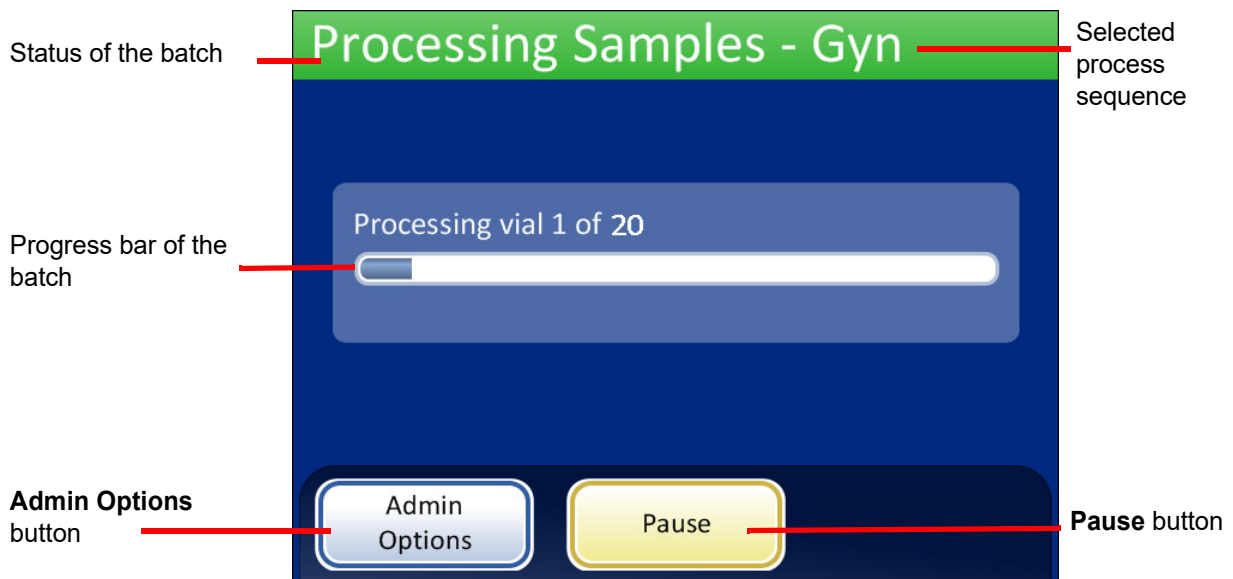 Status of the batch
Processing Samples - Gyn
Selected
process
sequence
Processing vial 1 of 20
Progress bar of the
batch
Admin Options
button
Admin
Options
Pause
Pause button